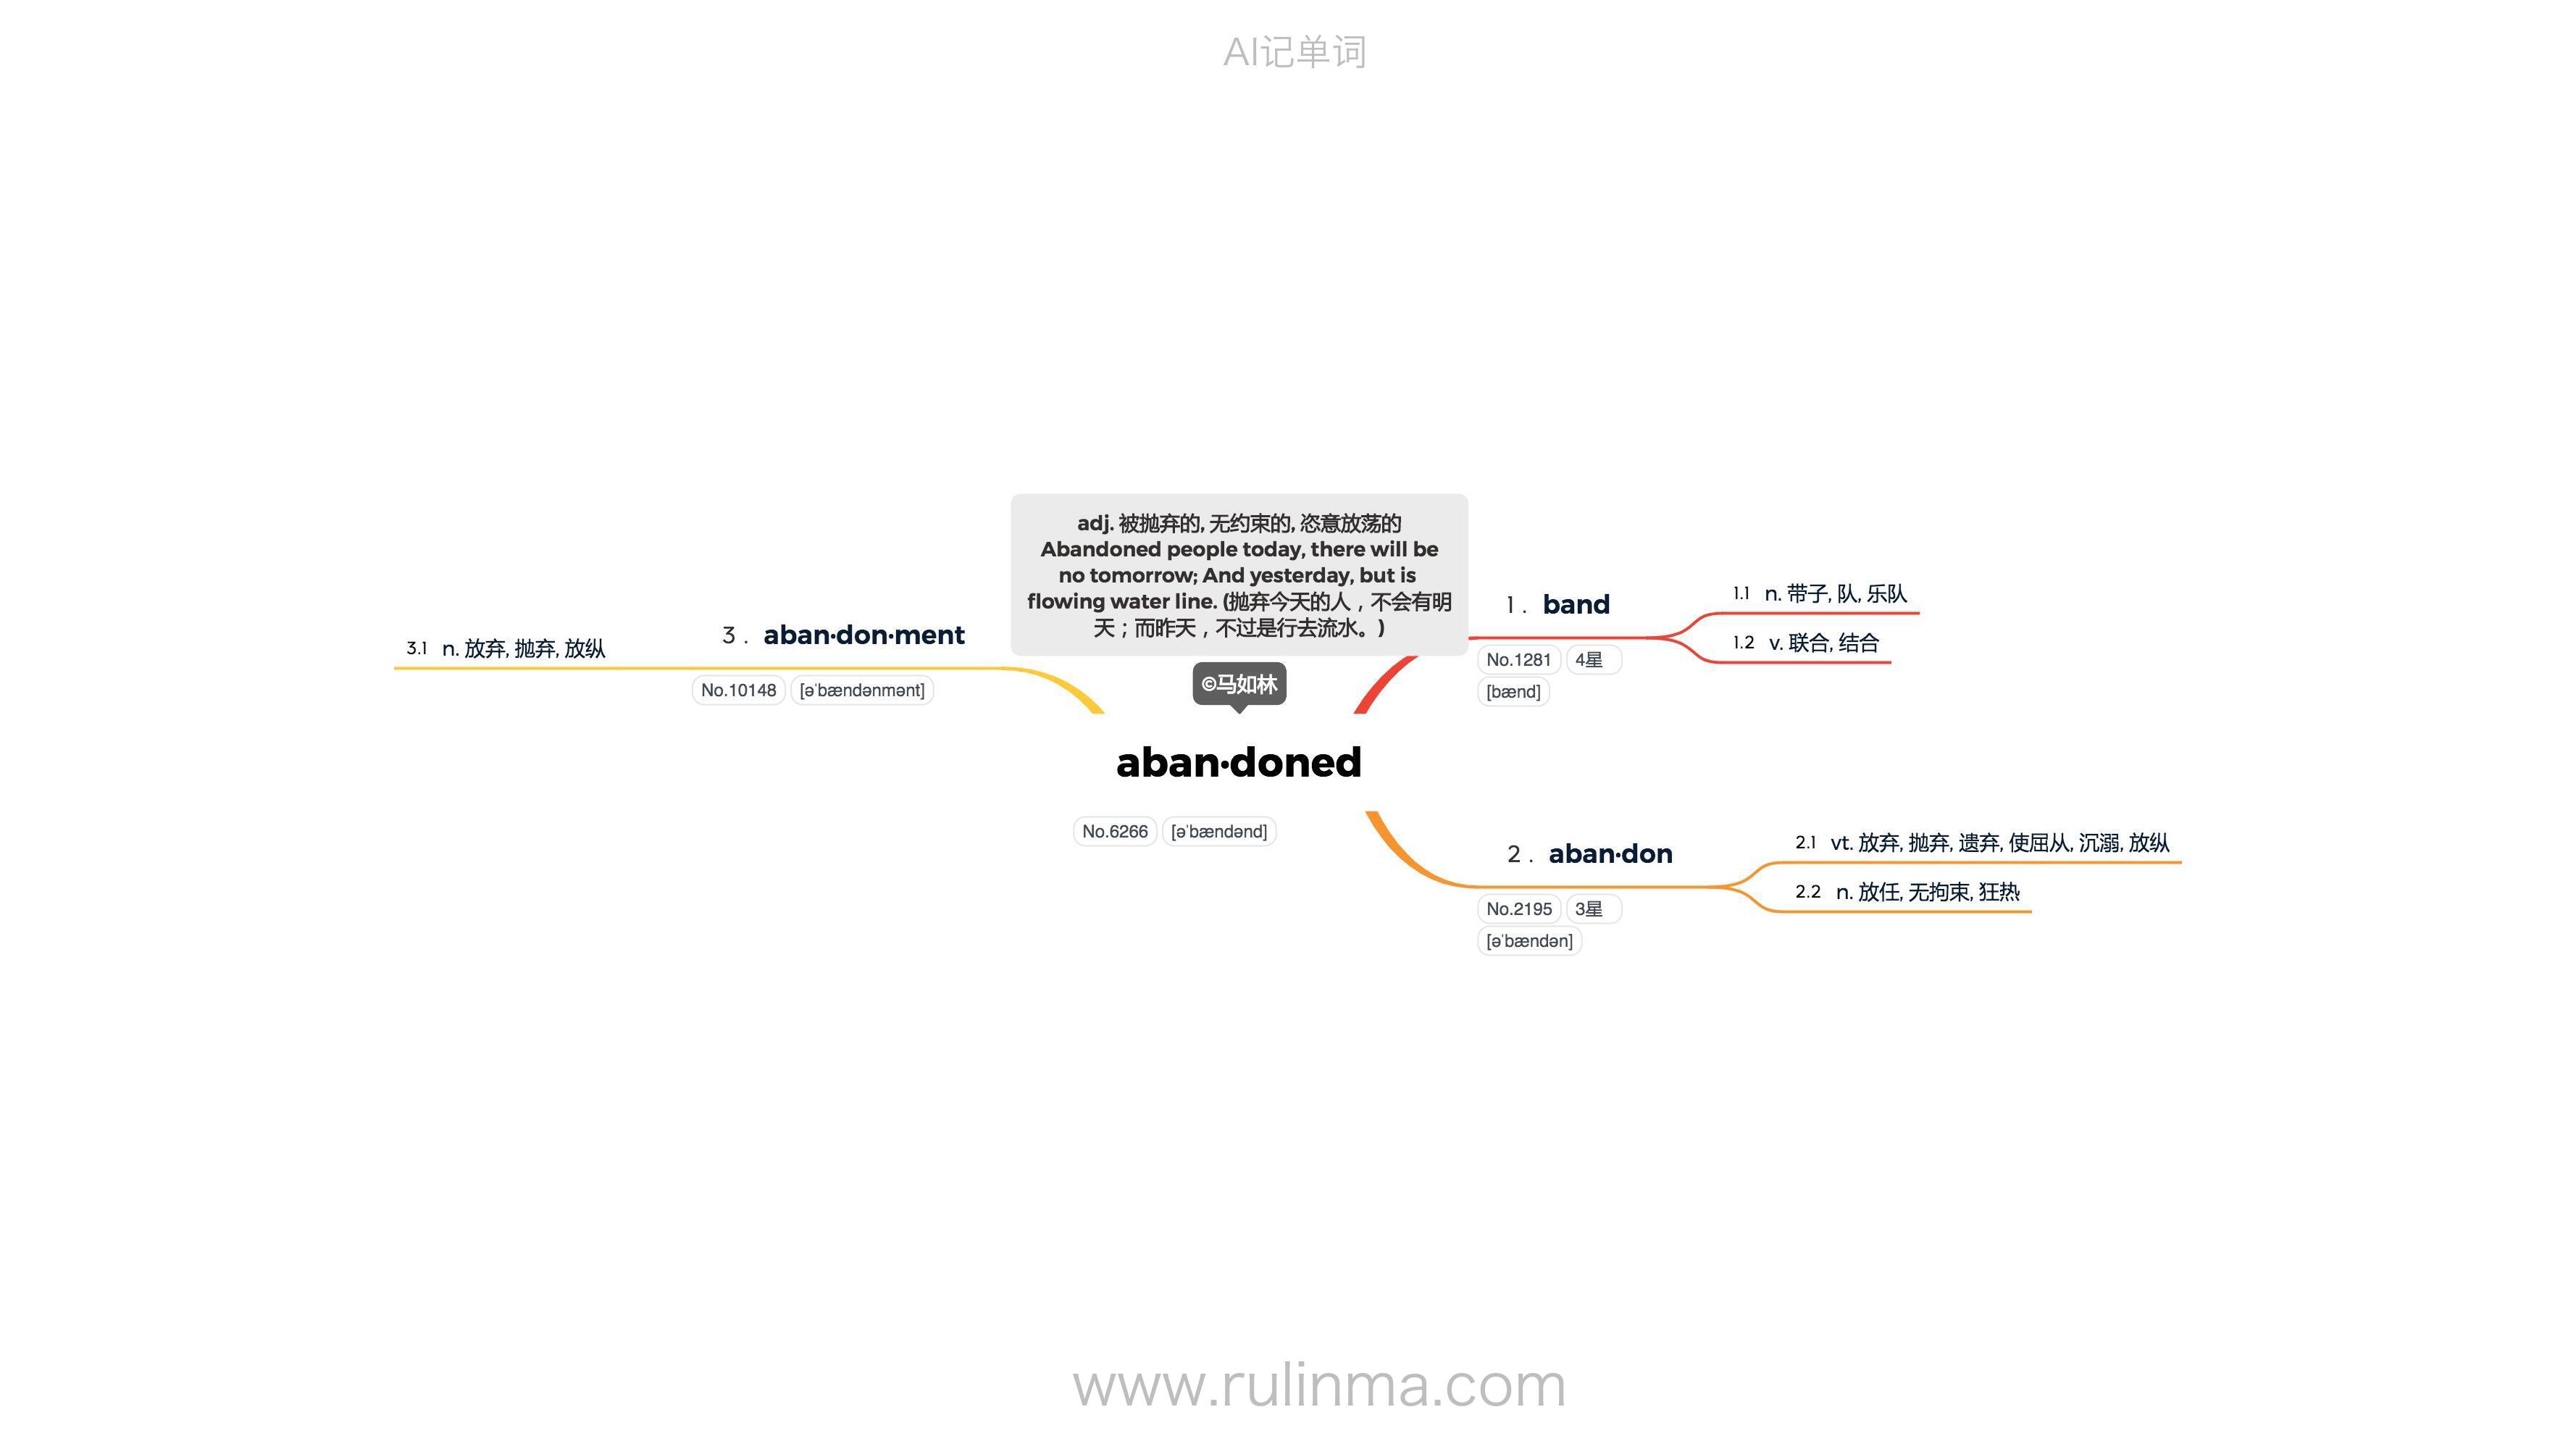 AI记单词
adj. 被抛弃的, 无约束的, 恣意放荡的
Abandoned people today, there will be
no tomorrow; And yesterday, but is
flowing water line. (抛弃今天的人，不会有明
天；而昨天，不过是行去流水。)
©马如林
aban·doned
No.6266 [ə'bændənd]
1. band
No.1281 4星
[bænd]
1.1 n. 带子, 队, 乐队
1.2 v. 联合, 结合
2. aban·don
No.2195 3星
[ə'bændən]
2.1 vt. 放弃, 抛弃, 遗弃, 使屈从, 沉溺, 放纵
2.2 n. 放任, 无拘束, 狂热
3. aban·don·ment
No.10148 [ə'bændənmənt]
3.1 n. 放弃, 抛弃, 放纵
www.rulinma.com